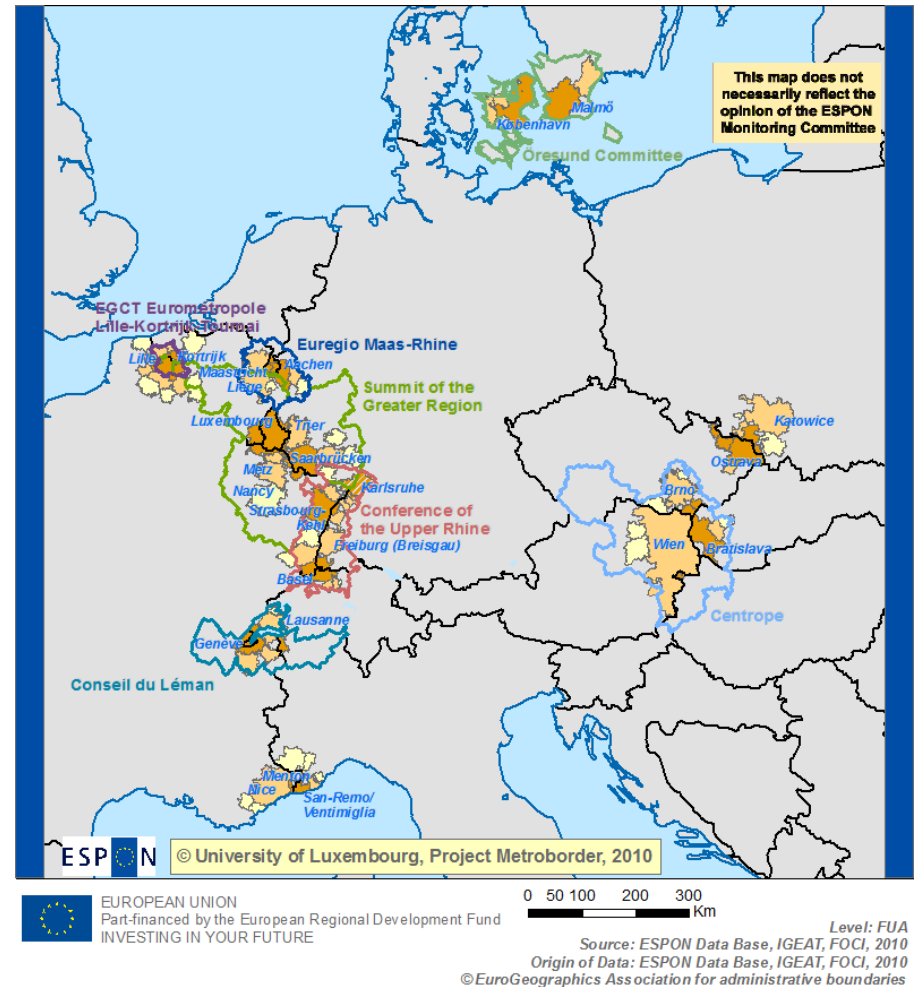 This map does not
necessarily reflect the
opinion of the ESPON
Monitoring Committee
Malmö
København
Öresund Committee
EGCT Eurometropole
Lille-Kortrijk-Tournai
Lille
Kortrijk
Euregio Maas-Rhine
Maastricht
Aachen
Liège
Summit of the
Greater Region
Luxembourg
Trier
Katowice
Metz
Saarbrücken
Ostrava
Nancy
Karlsruhe
Brno
Strasbourg-
Kehl
Conference of
the Upper Rhine
Freiburg (Breisgau)
Wien
Bratislava
Basel
Centrope
Lausanne
Genève
Conseil du Léman
Menton
Nice
San-Remo/
Ventimiglia
ESPON
© University of Luxembourg, Project Metroborder, 2010
EUROPEAN UNION
Part-financed by the European Regional Development Fund
INVESTING IN YOUR FUTURE
0 50 100 200 300
Km
Level: FUA
Source: ESPON Data Base, IGEAT, FOCI, 2010
Origin of Data: ESPON Data Base, IGEAT, FOCI, 2010
© EuroGeographics Association for administrative boundaries